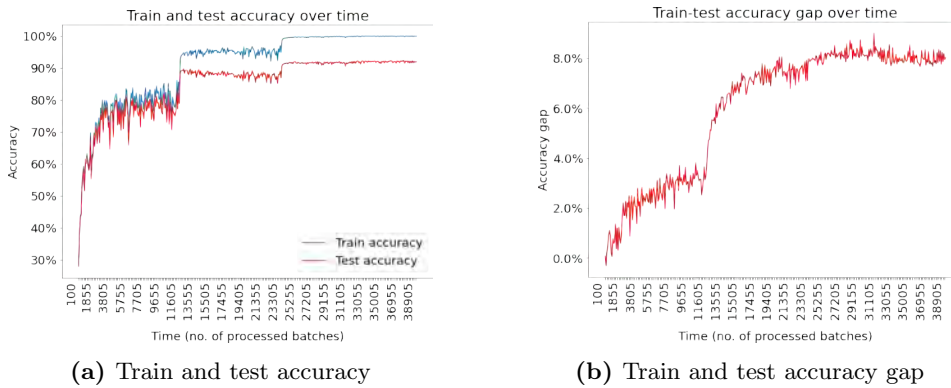 Train and test accuracy over time
100%
90%
80%
70%
60%
50%
40%
30%
Accuracy
Train accuracy
Test accuracy
100 1855 3805 5755 7705 9655 11605 13555 15505 17455 19405 21355 23305 25255 27205 29155 31105 33055 35005 36955 38905
Time (no. of processed batches)
(a) Train and test accuracy
Train-test accuracy gap over time
8.0%
6.0%
4.0%
2.0%
0.0%
Accuracy gap
100 1855 3805 5755 7705 9655 11605 13555 15505 17455 19405 21355 23305 25255 27205 29155 31105 33055 35005 36955 38905
Time (no. of processed batches)
(b) Train and test accuracy gap